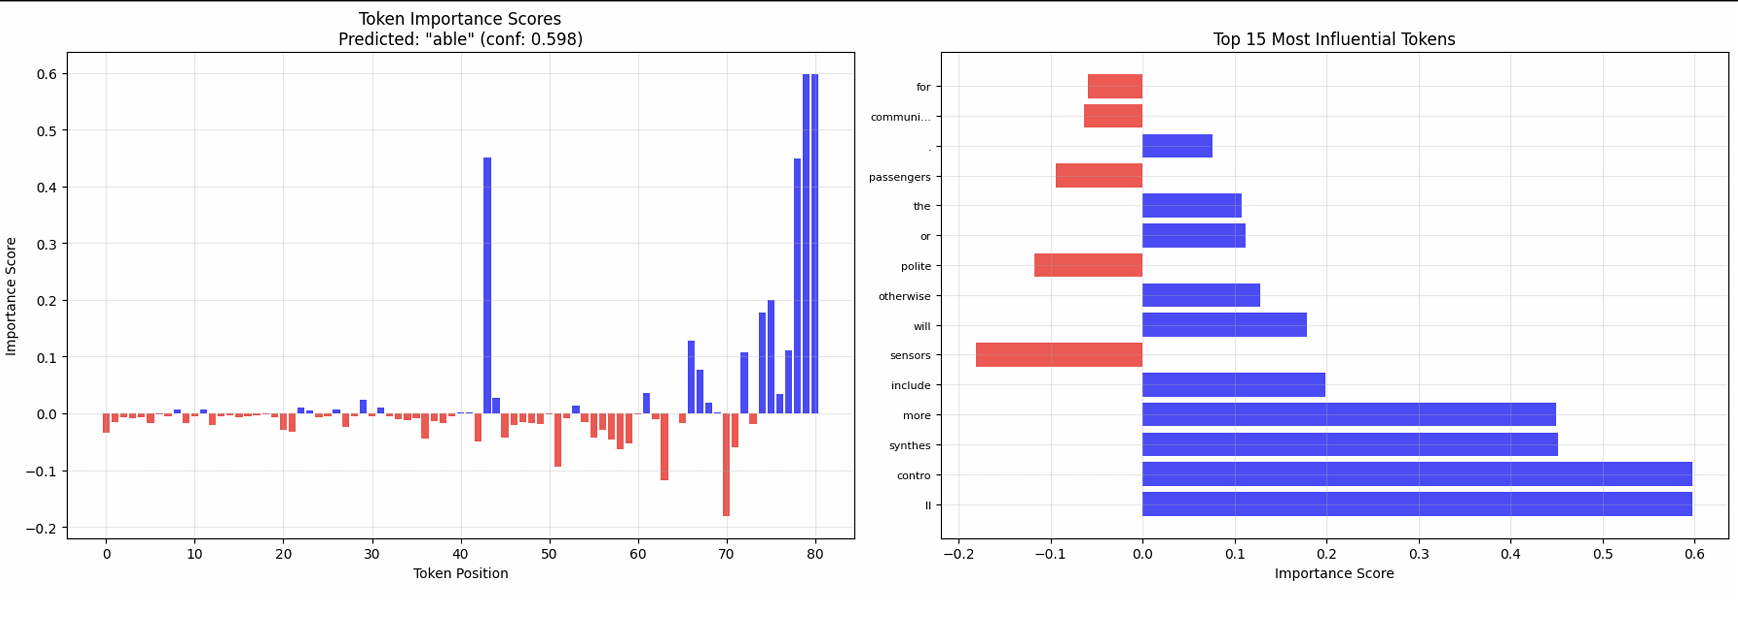 Token Importance Scores
Predicted: "able" (conf: 0.598)
Importance Score
0.6
0.5
0.4
0.3
0.2
0.1
0.0
−0.1
−0.2
0 10 20 30 40 50 60 70 80
Token Position
Top 15 Most Influential Tokens
for
communi...
.
passengers
the
or
polite
otherwise
will
sensors
include
more
synthes
contro
ll
−0.2 −0.1 0.0 0.1 0.2 0.3 0.4 0.5 0.6
Importance Score